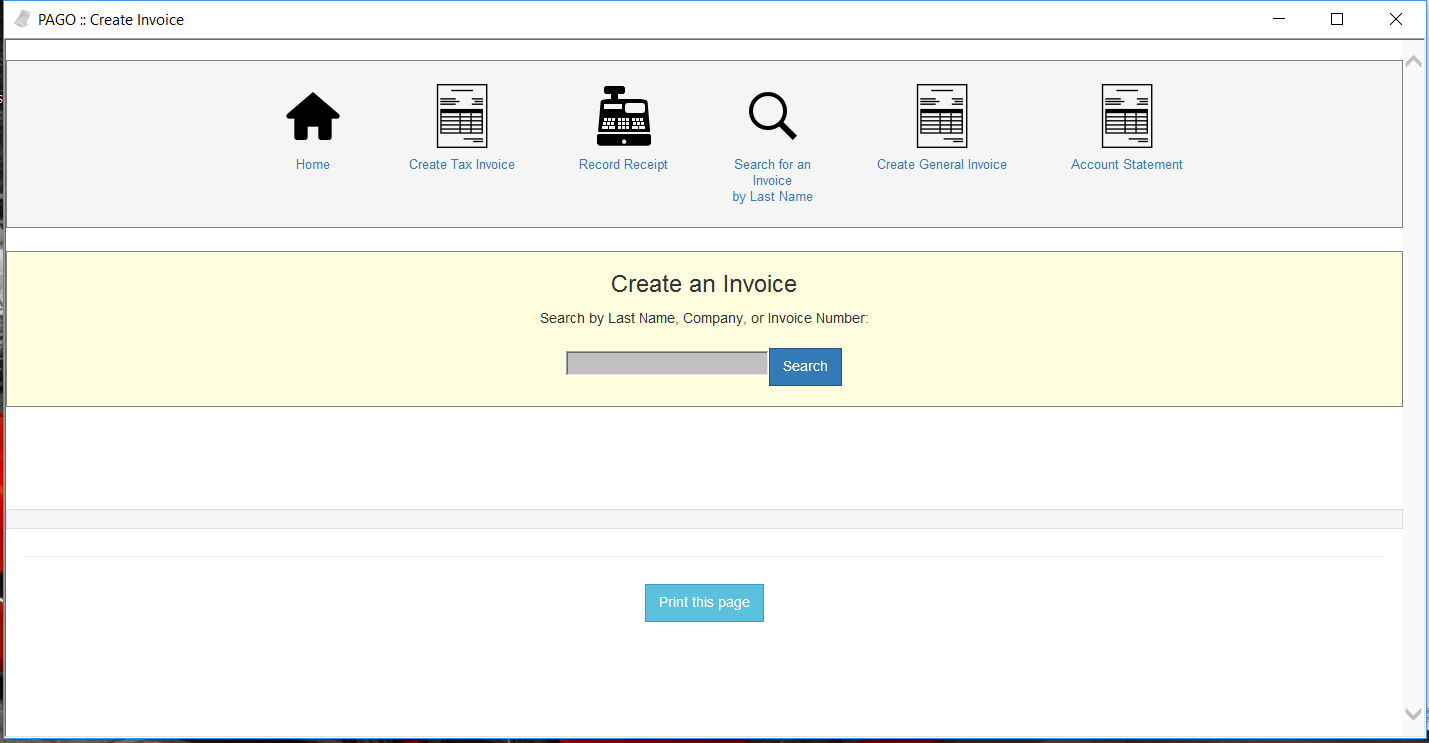 PAGO :: Create Invoice
Home
Create Tax Invoice
Record Receipt
Search for an
Invoice
by Last Name
Create General Invoice
Account Statement
Create an Invoice
Search by Last Name, Company, or Invoice Number:
Search
Print this page